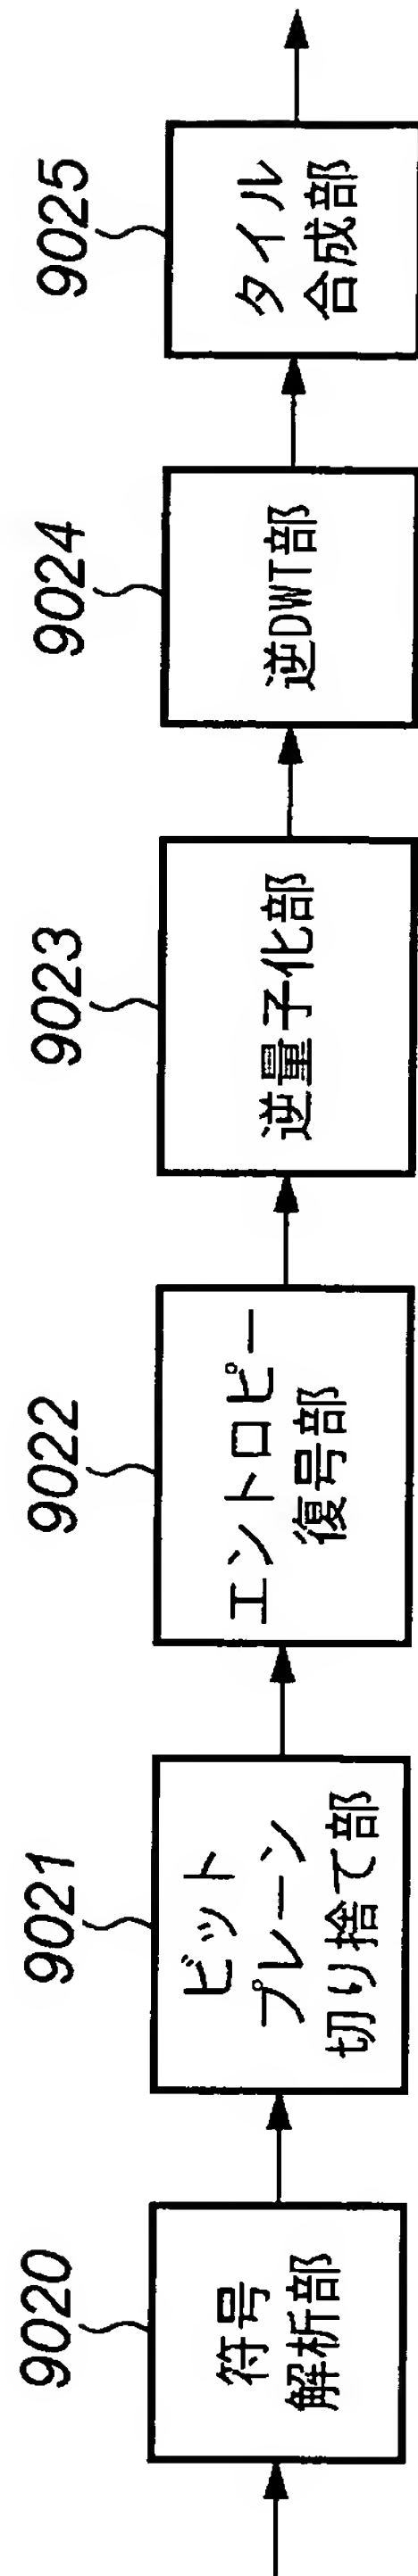 9020
符号
解析部
9021
ビット
プレーン
切り捨て部
9022
エントロピー
復号部
9023
逆量子化部
9024
逆DWT部
9025
タイル
合成部